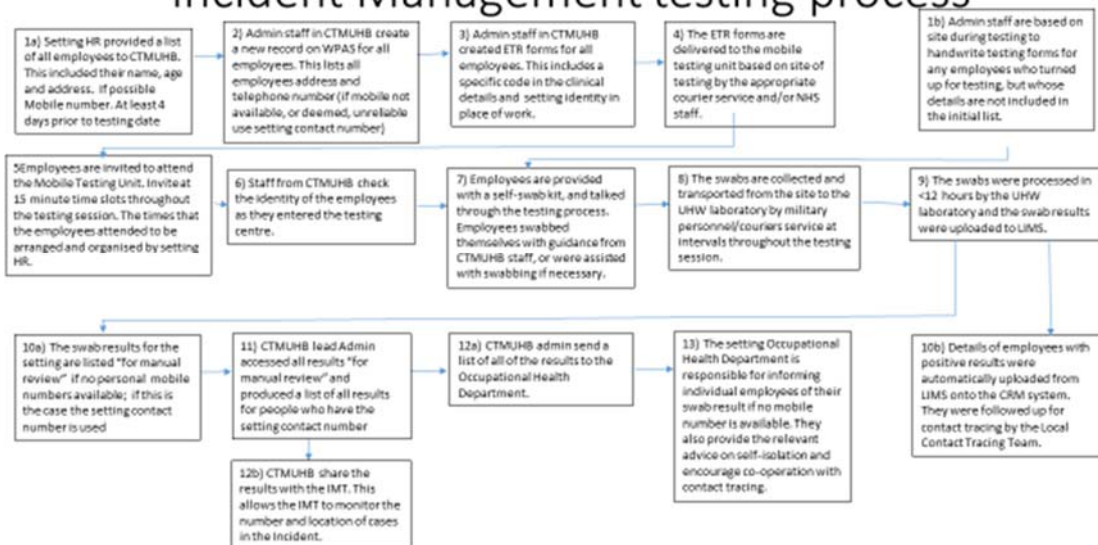 Incident Management testing process
1a) Setting HR provided a list
of all employees to CTMUHB.
This included their name, age
and address. If possible
Mobile number. At least 4
days prior to testing date
2) Admin staff in CTMUHB create
a new record on WPAS for all
employees. This lists all
employees address and
telephone number (if mobile not
available, or deemed, unreliable
use setting contact number)
3) Admin staff in CTMUHB
created ETR forms for all
employees. This includes a
specific code in the clinical
details and setting identity in
place of work.
4) The ETR forms are
delivered to the mobile
testing unit based on site of
testing by the appropriate
courier service and/or NHS
staff.
1b) Admin staff are based on
site during testing to
handwrite testing forms for
any employees who turned
up for testing, but whose
details are not included in
the initial list.
5Employees are invited to attend
the Mobile Testing Unit. Invite at
15 minute time slots throughout
the testing session. The times that
the employees attended to be
arranged and organised by setting
HR.
6) Staff from CTMUHB check
the identity of the employees
as they entered the testing
centre.
7) Employees are provided
with a self-swab kit, and talked
through the testing process.
Employees swabbed
themselves with guidance from
CTMUHB staff, or were assisted
with swabbing if necessary.
8) The swabs are collected and
transported from the site to the
UHW laboratory by military
personnel/couriers service at
intervals throughout the testing
session.
9) The swabs were processed in
<12 hours by the UHW
laboratory and the swab results
were uploaded to LIMS.
10a) The swab results for the
setting are listed "for manual
review" if no personal mobile
numbers available; if this is
the case the setting contact
number is used
11) CTMUHB lead Admin
accessed all results "for
manual review" and
produced a list of all results
for people who have the
setting contact number
12a) CTMUHB admin send a
list of all of the results to the
Occupational Health
Department.
13) The setting Occupational
Health Department is
responsible for informing
individual employees of their
swab result if no mobile
number is available. They
also provide the relevant
advice on self-isolation and
encourage co-operation with
contact tracing.
10b) Details of employees with
positive results were
automatically uploaded from
LIMS onto the CRM system.
They were followed up for
contact tracing by the Local
Contact Tracing Team.
12b) CTMUHB share the
results with the IMT. This
allows the IMT to monitor the
number and location of cases
in the Incident.